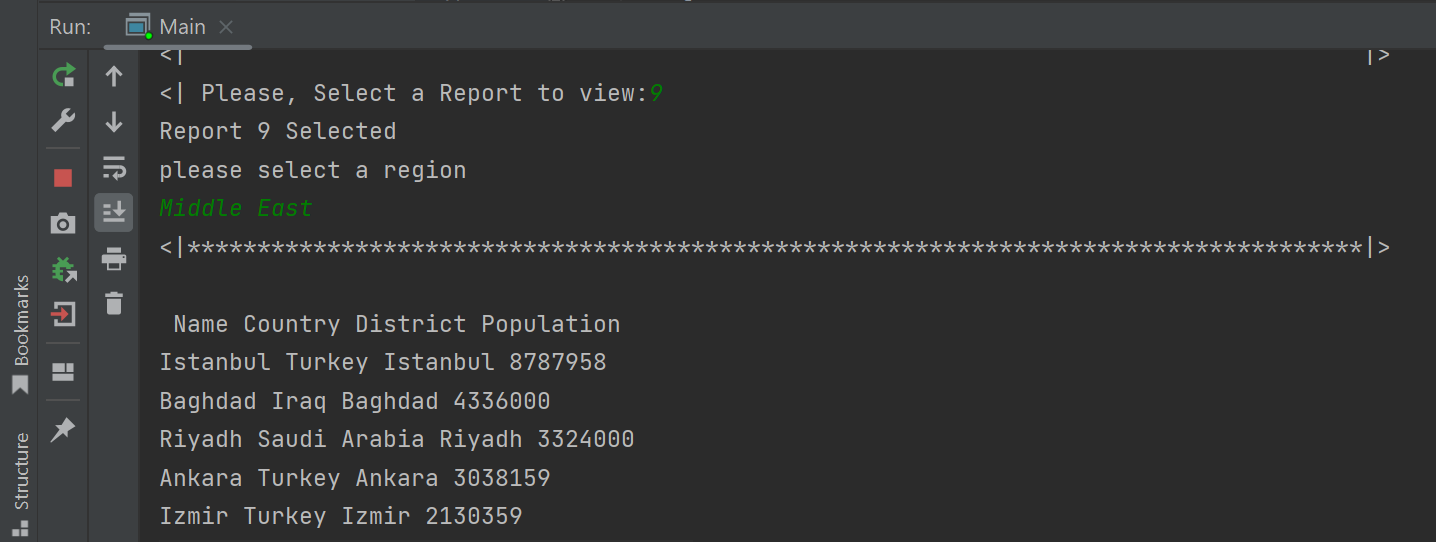 Run: Main
<| |>
<| Please, Select a Report to view:9
Report 9 Selected
please select a region
Middle East
<|************************************************************************************|>
Name Country District Population
Istanbul Turkey Istanbul 8787958
Baghdad Iraq Baghdad 4336000
Riyadh Saudi Arabia Riyadh 3324000
Ankara Turkey Ankara 3038159
Izmir Turkey Izmir 2130359
Bookmarks
Structure